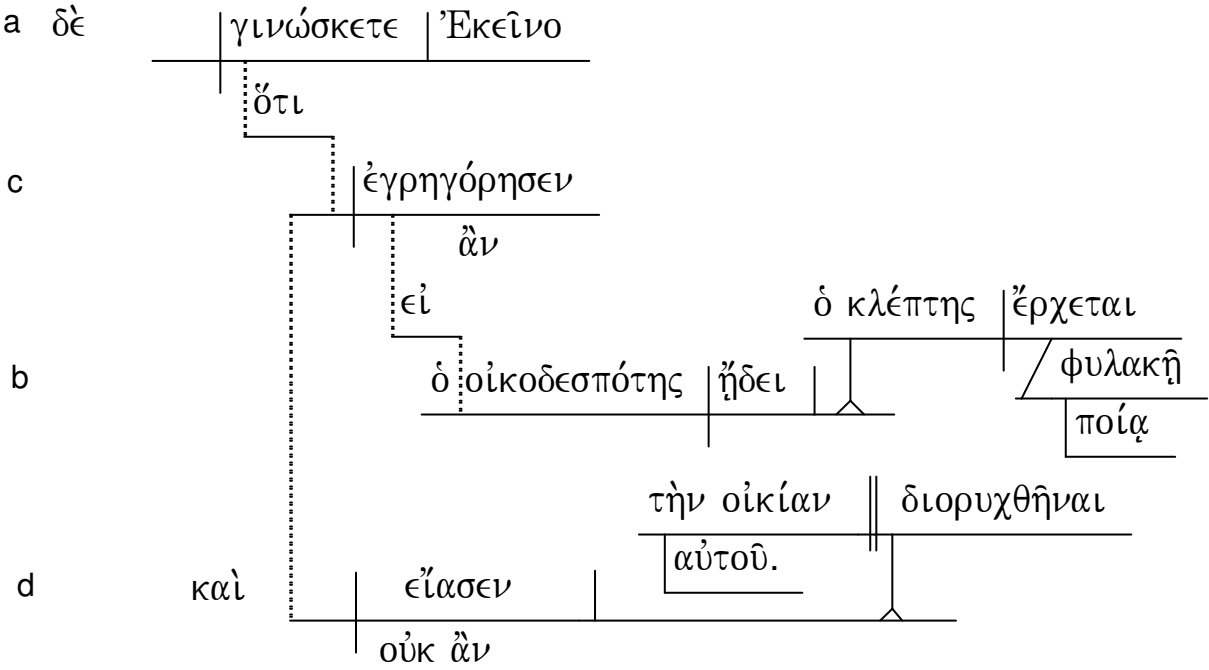 a δὲ γινώσκετε Ἐκεῖνο
ὅτι
c ἐγρηγόρησεν
ἂν
εἰ
ὁ κλέπτης ἔρχεται
b ὁ οἰκοδεσπότης ᾔδει φυλακῇ
ποίᾳ
τὴν οἰκίαν διορυχθῆναι
αὐτοῦ.
d καὶ εἴασεν
οὐκ ἂν